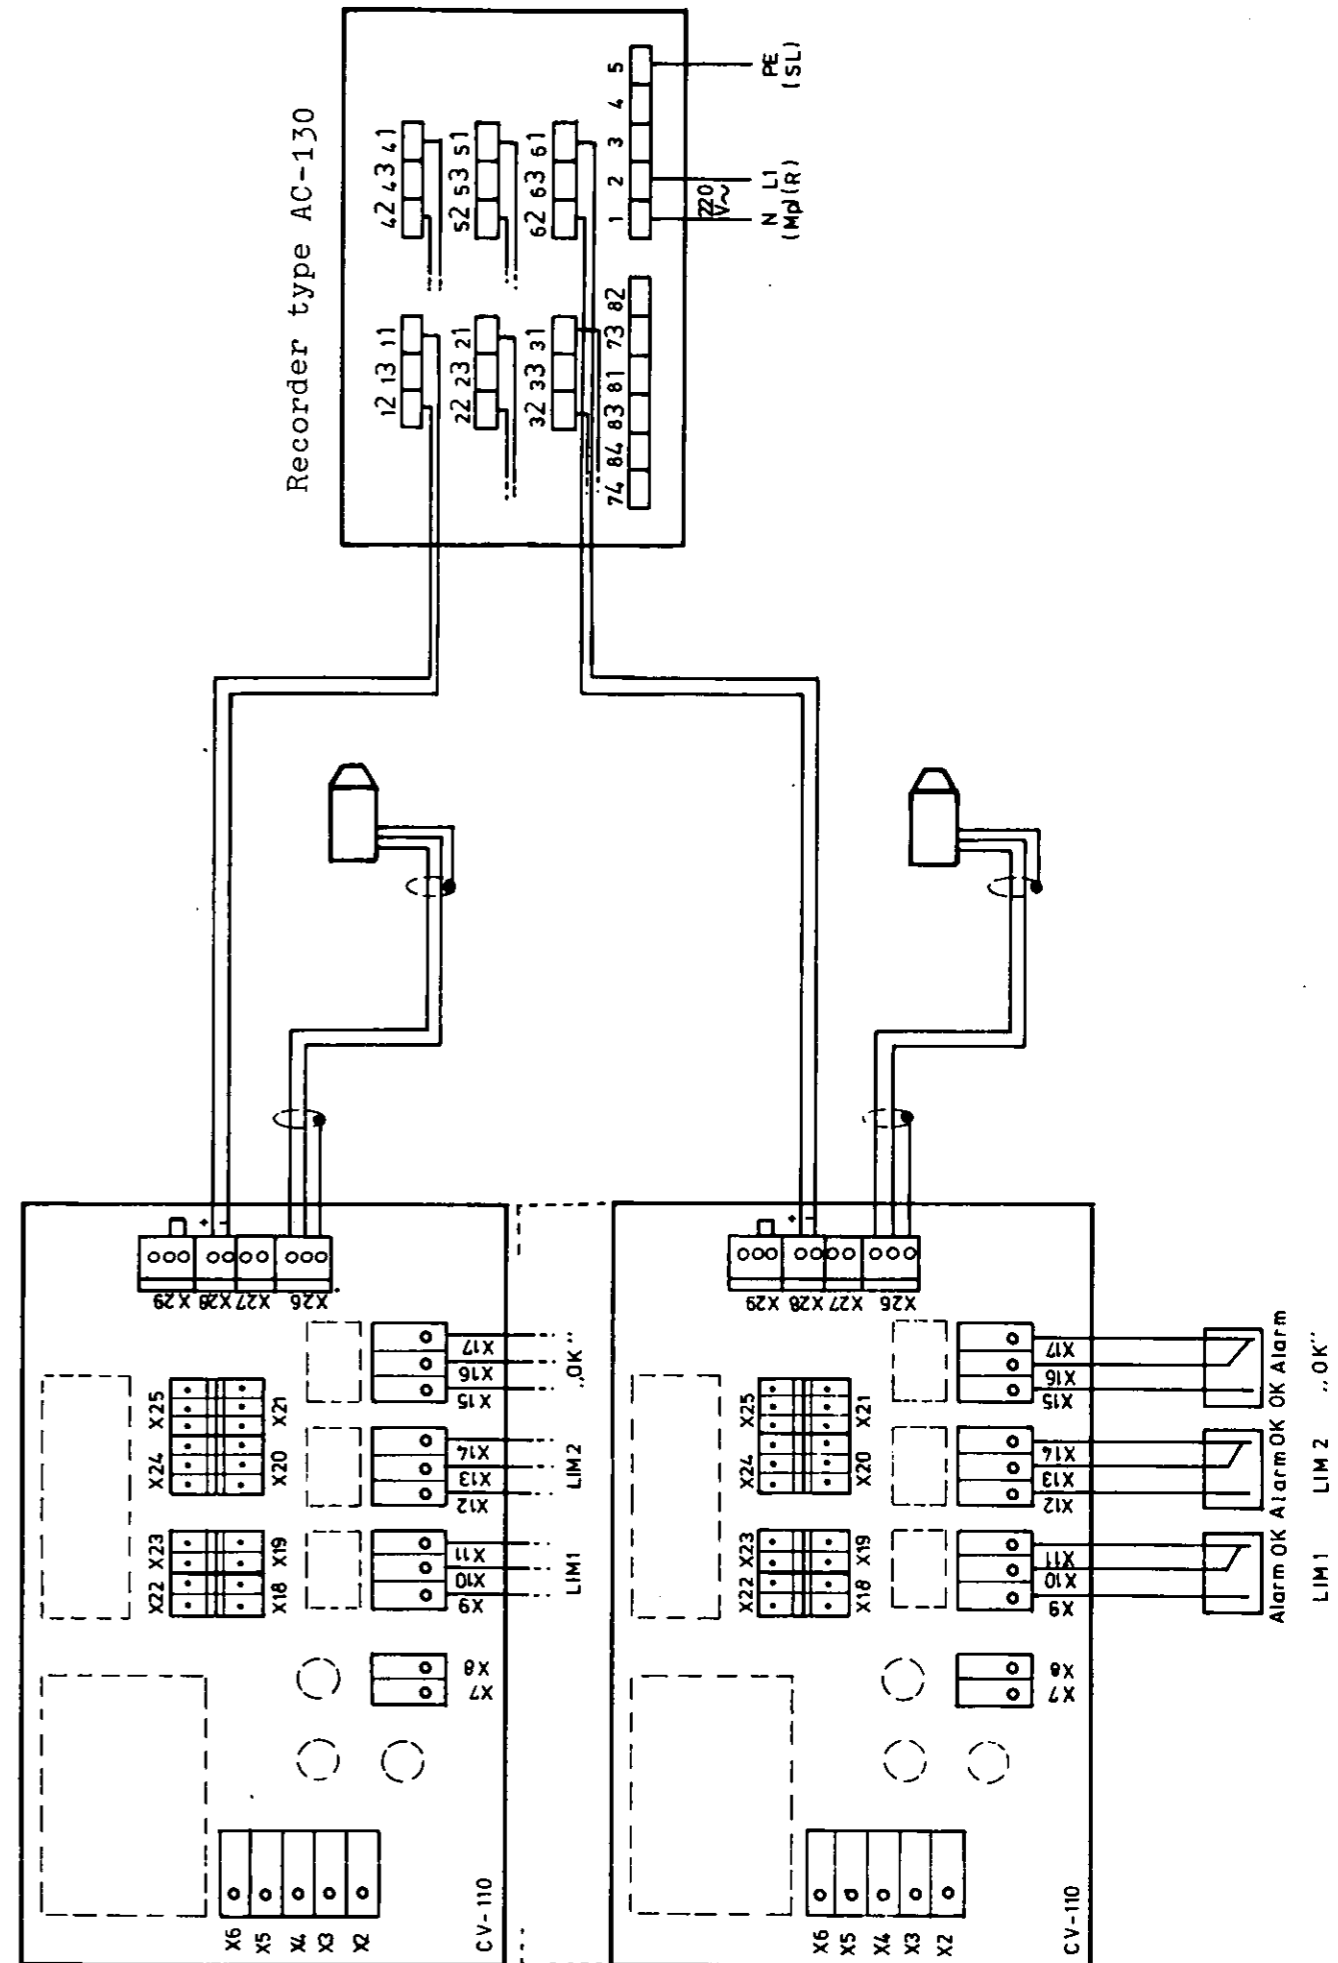 Recorder type AC-130
42 43 41
52 53 51
62 63 61
1 2 3 4 5
12 13 11
22 23 21
32 33 31
74 84 83 81 73 82
220
V~
N
(Mp)
L1
(R)
PE
(SL)
+ -
X29 X28 X27 X26
X25
X24
X23
X22
X21
X20
X19
X18
X17
X16
X15
X14
X13
X12
X11
X10
X9
X8
X7
X6
X5
X4
X3
X2
„OK"
LIM2
LIM1
CV-110
+ -
X29 X28 X27 X26
X25
X24
X23
X22
X21
X20
X19
X18
X17
X16
X15
X14
X13
X12
X11
X10
X9
X8
X7
X6
X5
X4
X3
X2
CV-110
Alarm OK Alarm OK OK Alarm
LIM1 LIM2 „OK"